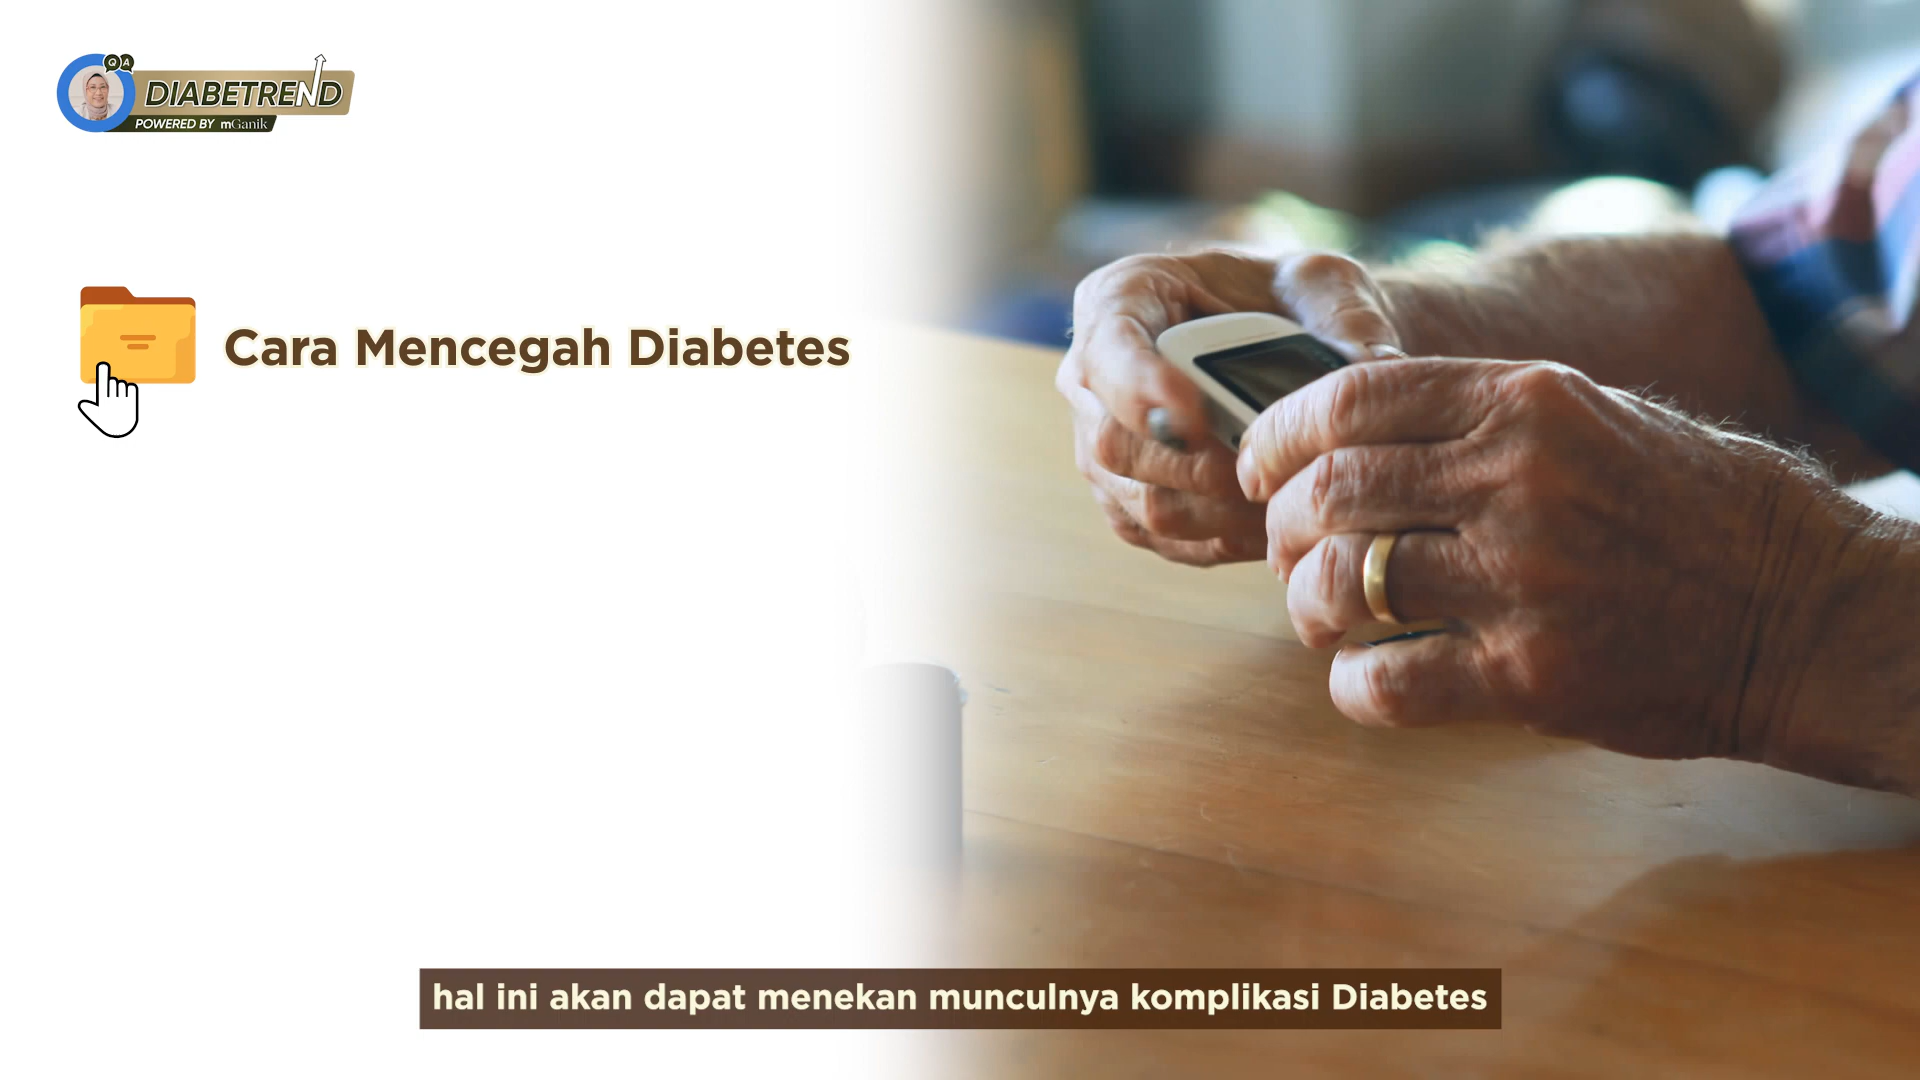 Q A
DIABETREND
POWERED BY mGanik
Cara Mencegah Diabetes
hal ini akan dapat menekan munculnya komplikasi Diabetes